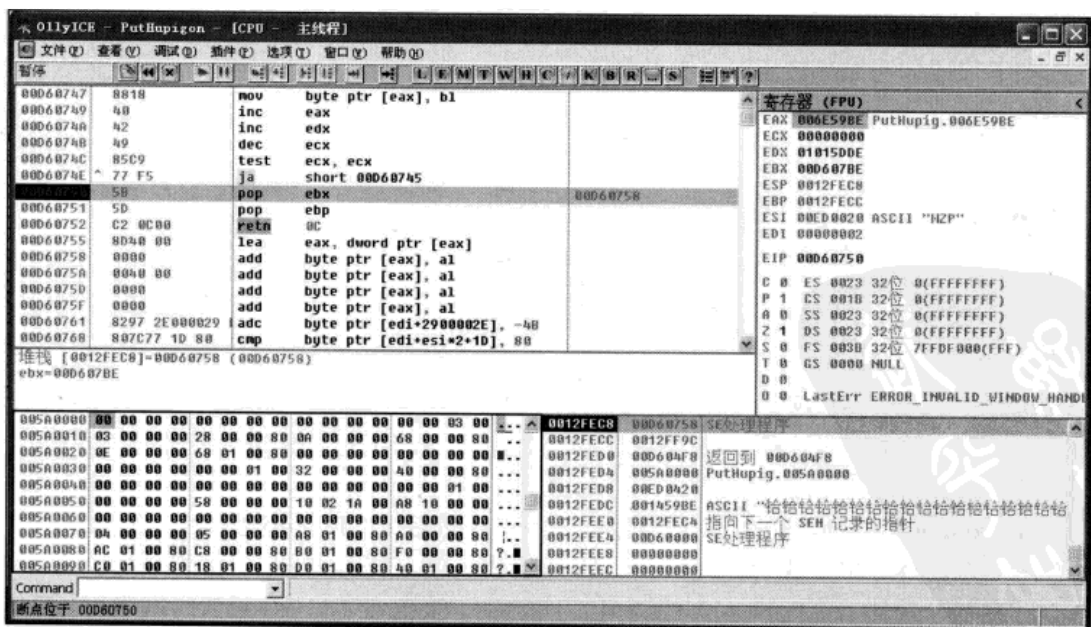 OllyICE - PutHupigon - [CPU - 主线程]
文件(F) 查看(V) 调试(D) 插件(P) 选项(T) 窗口(W) 帮助(H)
暂停 L E M T W H C / K B R ... S ?
00D60747 8818 mov byte ptr [eax], bl
00D60749 40 inc eax
00D6074A 42 inc edx
00D6074B 49 dec ecx
00D6074C 85C9 test ecx, ecx
00D6074E ^ 77 F5 ja short 00D60745
5B pop ebx 00D60758
00D60751 5D pop ebp
00D60752 C2 0C00 retn 0C
00D60755 8D40 00 lea eax, dword ptr [eax]
00D60758 0000 add byte ptr [eax], al
00D6075A 0040 00 add byte ptr [eax], al
00D6075D 0000 add byte ptr [eax], al
00D6075F 0000 add byte ptr [eax], al
00D60761 8297 2E000029 adc byte ptr [edi+2900002E], -48
00D60768 807C77 1D 80 cmp byte ptr [edi+esi*2+1D], 80
堆栈 [0012FEC8]=00D60758 (00D60758)
ebx=00D607BE
寄存器 (FPU) <
EAX 006E59BE PutHupig.006E59BE
ECX 00000000
EDX 01015DDE
EBX 00D607BE
ESP 0012FEC8
EBP 0012FECC
ESI 00ED0020 ASCII "MZP"
EDI 00000002
EIP 00D60750
C 0 ES 0023 32位 0(FFFFFFFF)
P 1 CS 001B 32位 0(FFFFFFFF)
A 0 SS 0023 32位 0(FFFFFFFF)
Z 1 DS 0023 32位 0(FFFFFFFF)
S 0 FS 003B 32位 7FFDF000(FFF)
T 0 GS 0000 NULL
D 0
O 0 LastErr ERROR_INVALID_WINDOW_HANDL
005A0000 00 00 00 00 00 00 00 00 00 00 00 00 00 00 03 00 ...
005A0010 03 00 00 00 28 00 00 80 0A 00 00 00 68 00 00 80 ..
005A0020 0E 00 00 00 68 01 00 80 00 00 00 00 00 00 00 00 ■..
005A0030 00 00 00 00 00 00 01 00 32 00 00 00 40 00 00 80 ...
005A0040 00 00 00 00 00 00 00 00 00 00 00 00 00 00 01 00 ...
005A0050 00 00 00 00 58 00 00 00 10 02 1A 00 A8 10 00 00 ...
005A0060 00 00 00 00 00 00 00 00 00 00 00 00 00 00 00 00 ...
005A0070 04 00 00 00 05 00 00 00 A8 01 00 80 A0 00 00 80 ...
005A0080 AC 01 00 80 C8 00 00 80 B0 01 00 80 F0 00 00 80 ?.■
005A0090 C0 01 00 80 18 01 00 80 D0 01 00 80 40 01 00 80 ?.■
0012FEC8 00D60758 SE处理程序
0012FECC 0012FF9C
0012FED0 00D604F8 返回到 00D604F8
0012FED4 005A0000 PutHupig.005A0000
0012FED8 00ED0420
0012FEDC 001459BE ASCII "铪铪铪铪铪铪铪铪铪铪铪铪铪铪铪铪铪
0012FEE0 0012FEC4 指向下一个 SEH 记录的指针
0012FEE4 00D60000 SE处理程序
0012FEE8 00000000
0012FEEC 00000000
Command
断点位于 00D60750